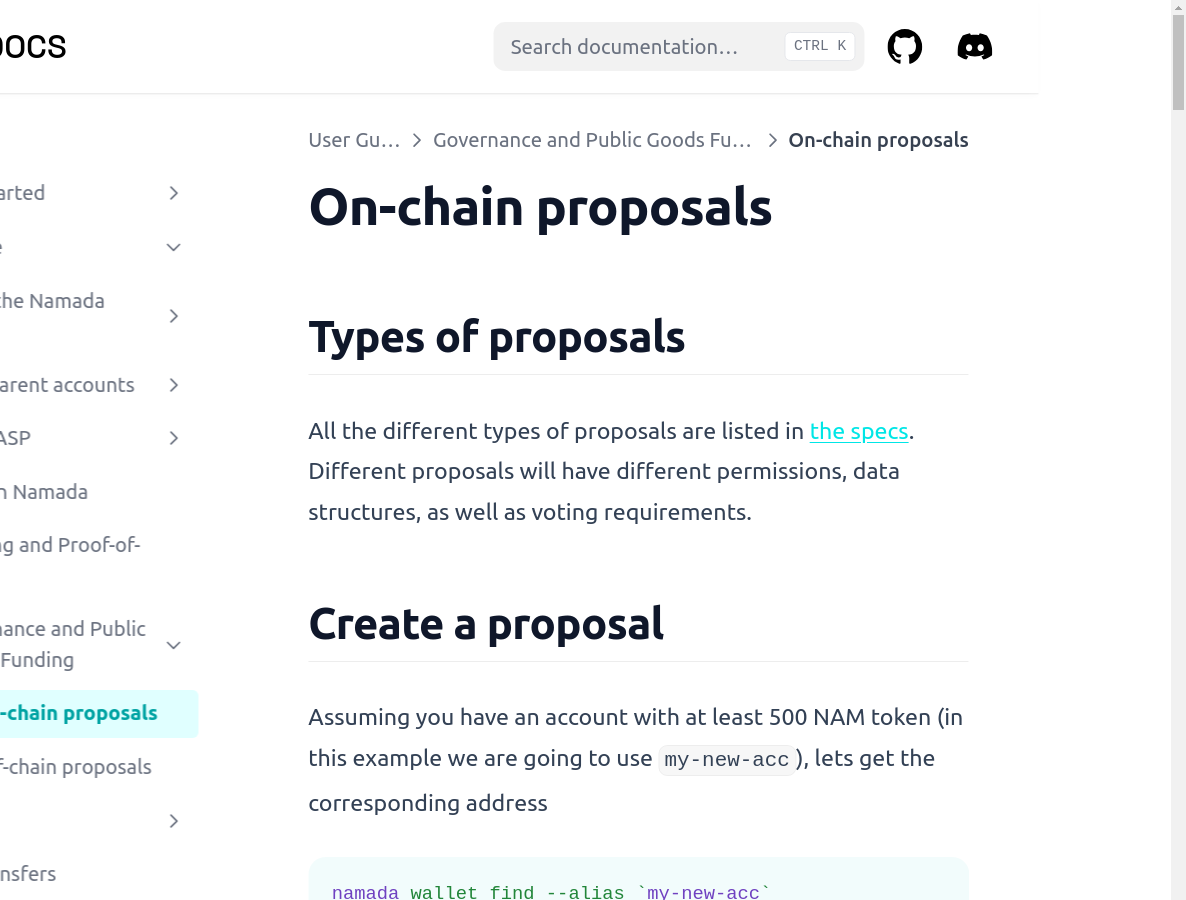 DOCS
Search documentation…
CTRL K
User Gu…
Governance and Public Goods Fu…
On-chain proposals
arted
e
the Namada
arent accounts
ASP
n Namada
ng and Proof-of-
nance and Public
Funding
-chain proposals
f-chain proposals
nsfers
On-chain proposals
Types of proposals
All the different types of proposals are listed in the specs.
Different proposals will have different permissions, data
structures, as well as voting requirements.
Create a proposal
Assuming you have an account with at least 500 NAM token (in
this example we are going to use my-new-acc), lets get the
corresponding address
namada wallet find --alias `my-new-acc`